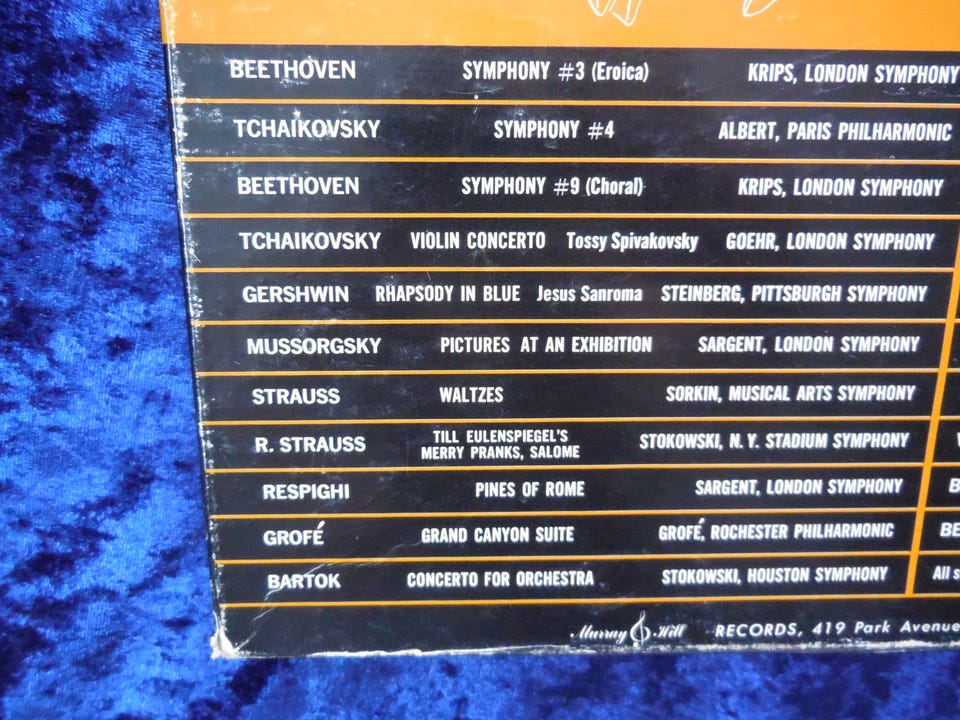 BEETHOVEN SYMPHONY #3 (Eroica) KRIPS, LONDON SYMPHONY
TCHAIKOVSKY SYMPHONY #4 ALBERT, PARIS PHILHARMONIC
BEETHOVEN SYMPHONY #9 (Choral) KRIPS, LONDON SYMPHONY
TCHAIKOVSKY VIOLIN CONCERTO Tossy Spivakovsky GOEHR, LONDON SYMPHONY
GERSHWIN RHAPSODY IN BLUE Jesus Sanroma STEINBERG, PITTSBURGH SYMPHONY
MUSSORGSKY PICTURES AT AN EXHIBITION SARGENT, LONDON SYMPHONY
STRAUSS WALTZES SORKIN, MUSICAL ARTS SYMPHONY
R. STRAUSS TILL EULENSPIEGEL'S
MERRY PRANKS, SALOME STOKOWSKI, N.Y. STADIUM SYMPHONY
RESPIGHI PINES OF ROME SARGENT, LONDON SYMPHONY
GROFÉ GRAND CANYON SUITE GROFÉ, ROCHESTER PHILHARMONIC
BARTOK CONCERTO FOR ORCHESTRA STOKOWSKI, HOUSTON SYMPHONY
All
Murray Hill RECORDS, 419 Park Avenue